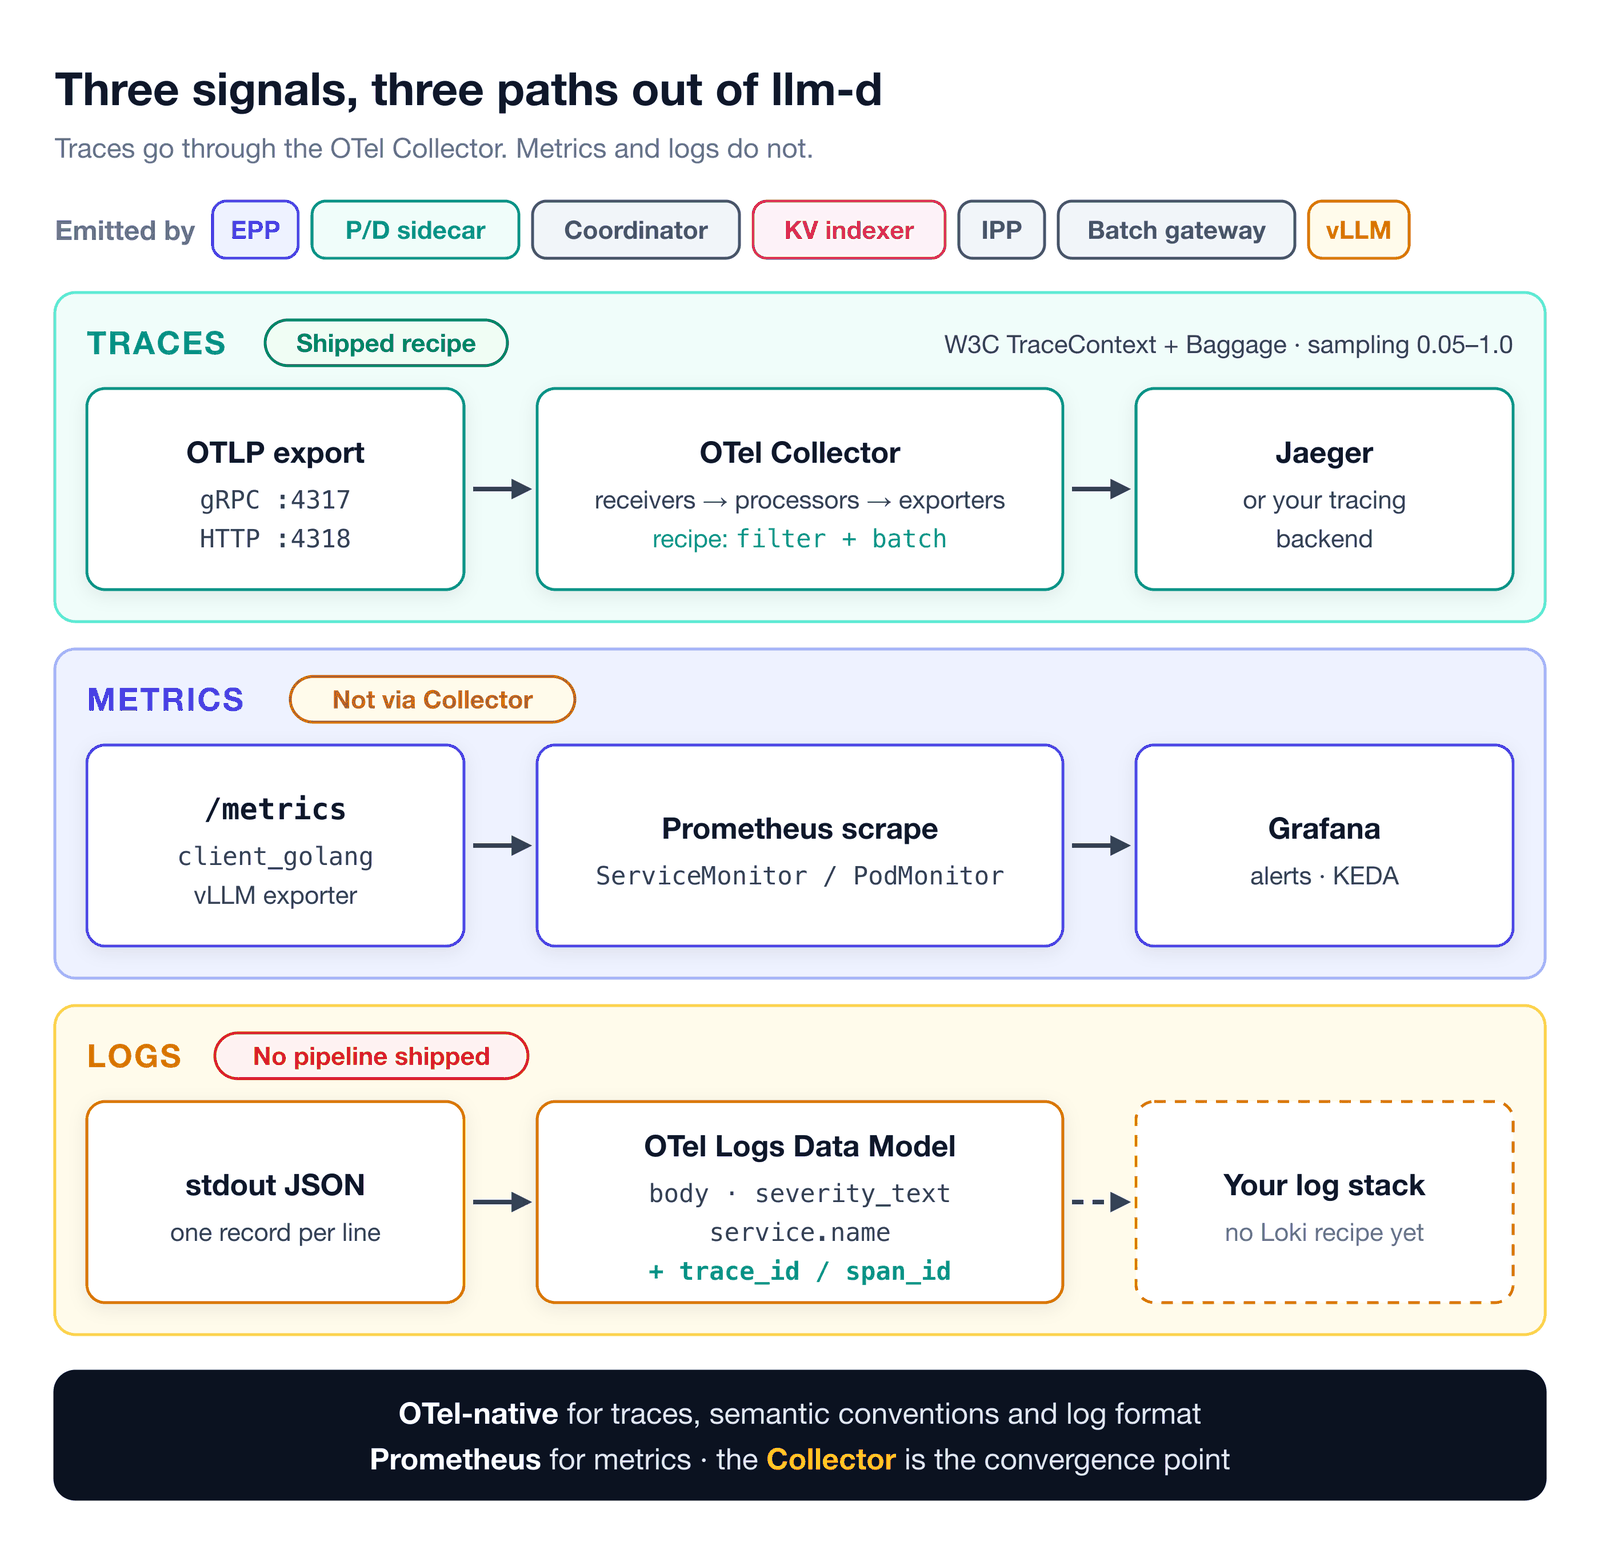 Three signals, three paths out of llm-d
Traces go through the OTel Collector. Metrics and logs do not.
Emitted by EPP P/D sidecar Coordinator KV indexer IPP Batch gateway vLLM
TRACES Shipped recipe W3C TraceContext + Baggage · sampling 0.05–1.0
OTLP export
gRPC :4317
HTTP :4318
OTel Collector
receivers → processors → exporters
recipe: filter + batch
Jaeger
or your tracing
backend
METRICS Not via Collector
/metrics
client_golang
vLLM exporter
Prometheus scrape
ServiceMonitor / PodMonitor
Grafana
alerts · KEDA
LOGS No pipeline shipped
stdout JSON
one record per line
OTel Logs Data Model
body · severity_text
service.name
+ trace_id / span_id
Your log stack
no Loki recipe yet
OTel-native for traces, semantic conventions and log format
Prometheus for metrics · the Collector is the convergence point